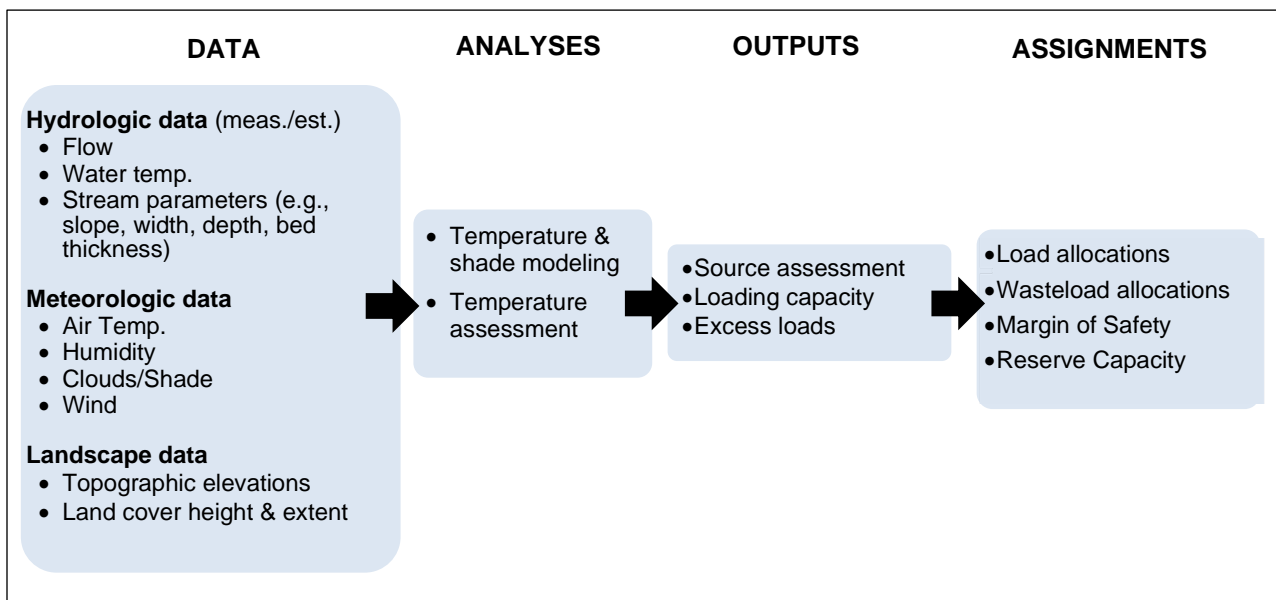 DATA
Hydrologic data (meas./est.)
• Flow
• Water temp.
• Stream parameters (e.g.,
slope, width, depth, bed
thickness)
Meteorologic data
• Air Temp.
• Humidity
• Clouds/Shade
• Wind
Landscape data
• Topographic elevations
• Land cover height & extent
ANALYSES
• Temperature &
shade modeling
• Temperature
assessment
OUTPUTS
•Source assessment
•Loading capacity
•Excess loads
ASSIGNMENTS
•Load allocations
•Wasteload allocations
•Margin of Safety
•Reserve Capacity